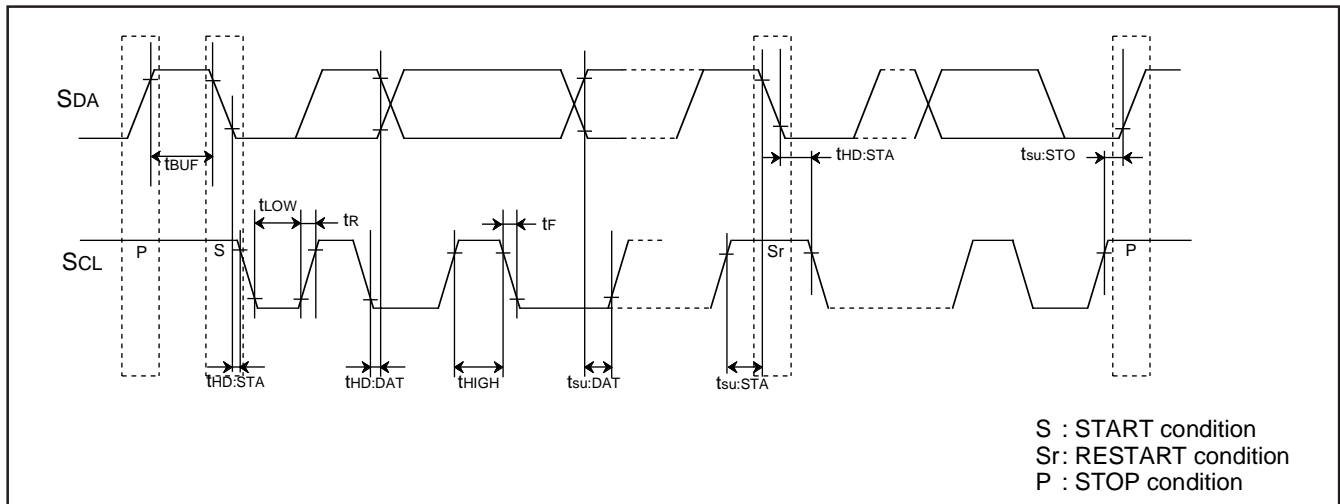 SDA
tBUF
tHD:STA
tsu:STO
tLOW
tR
tF
SCL
P
S
Sr
P
tHD:STA
tHD:DAT
tHIGH
tsu:DAT
tsu:STA
S : START condition
Sr: RESTART condition
P : STOP condition